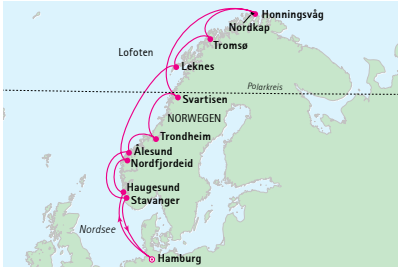 Honningsvåg
Nordkap
Tromsø
Lofoten
Leknes
Polarkreis
Svartisen
NORWEGEN
Trondheim
Ålesund
Nordfjordeid
Haugesund
Stavanger
Nordsee
Hamburg